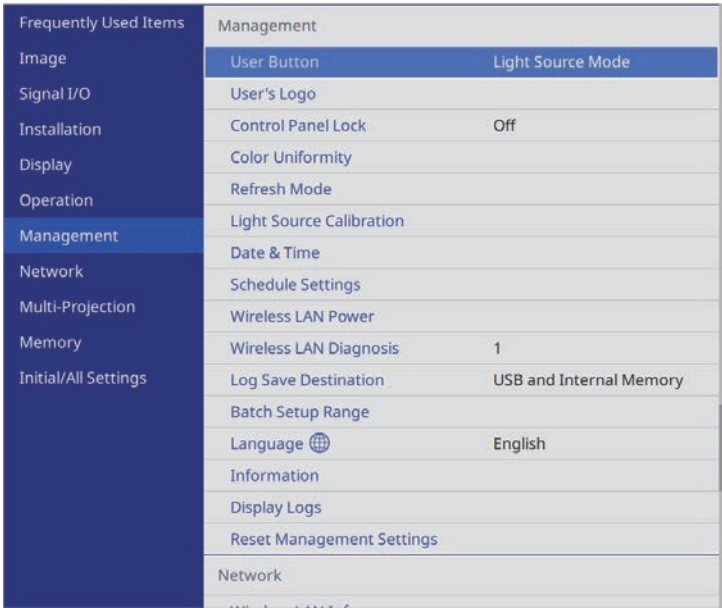 Frequently Used Items
Image
Signal I/O
Installation
Display
Operation
Management
Network
Multi-Projection
Memory
Initial/All Settings
Management
User Button Light Source Mode
User's Logo
Control Panel Lock Off
Color Uniformity
Refresh Mode
Light Source Calibration
Date & Time
Schedule Settings
Wireless LAN Power
Wireless LAN Diagnosis 1
Log Save Destination USB and Internal Memory
Batch Setup Range
Language English
Information
Display Logs
Reset Management Settings
Network